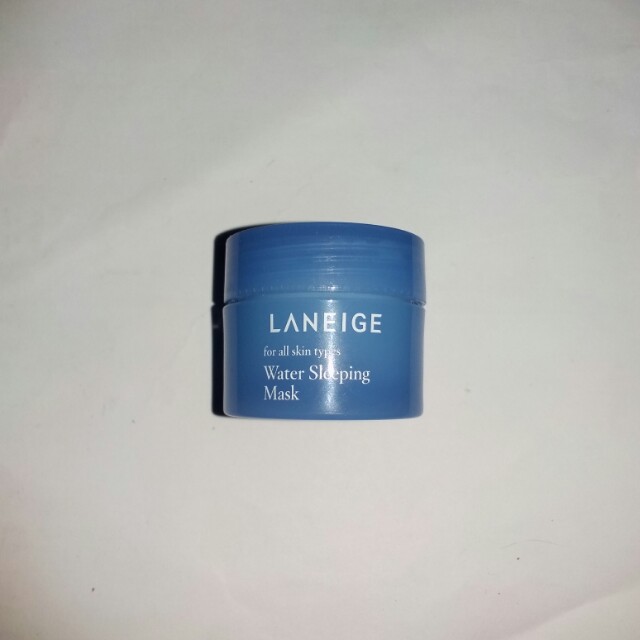 LANEIGE
for all skin types
Water Sleeping
Mask